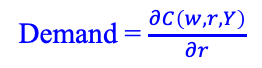 Demand = ∂C(w,r,Y)/∂r